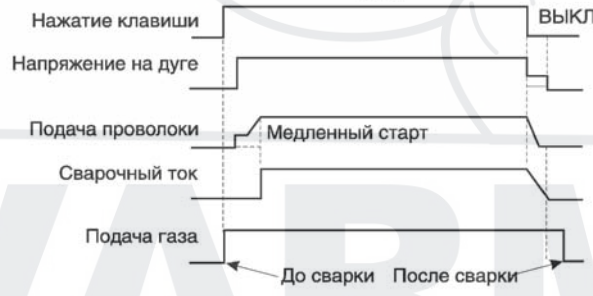 Нажатие клавиши
ВЫКЛ
Напряжение на дуге
Подача проволоки
Медленный старт
Сварочный ток
Подача газа
До сварки
После сварки